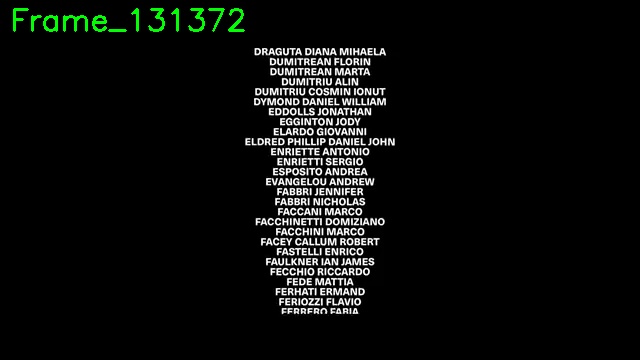 Frame_131372
DRAGUTA DIANA MIHAELA
DUMITREAN FLORIN
DUMITREAN MARTA
DUMITRIU ALIN
DUMITRIU COSMIN IONUT
DYMOND DANIEL WILLIAM
EDDOLLS JONATHAN
EGGINTON JODY
ELARDO GIOVANNI
ELDRED PHILLIP DANIEL JOHN
ENRIETTE ANTONIO
ENRIETTI SERGIO
ESPOSITO ANDREA
EVANGELOU ANDREW
FABBRI JENNIFER
FABBRI NICHOLAS
FACCANI MARCO
FACCHINETTI DOMIZIANO
FACCHINI MARCO
FACEY CALLUM ROBERT
FASTELLI ENRICO
FAULKNER IAN JAMES
FECCHIO RICCARDO
FEDE MATTIA
FERHATI ERMAND
FERIOZZI FLAVIO
FERRERO FABIA